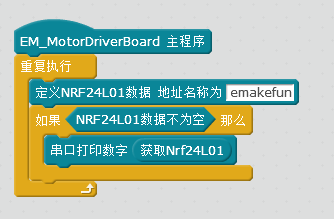 EM_MotorDriverBoard 主程序
重复执行
定义NRF24L01数据 地址名称为 emakefun
如果 NRF24L01数据不为空 那么
串口打印数字 获取Nrf24L01